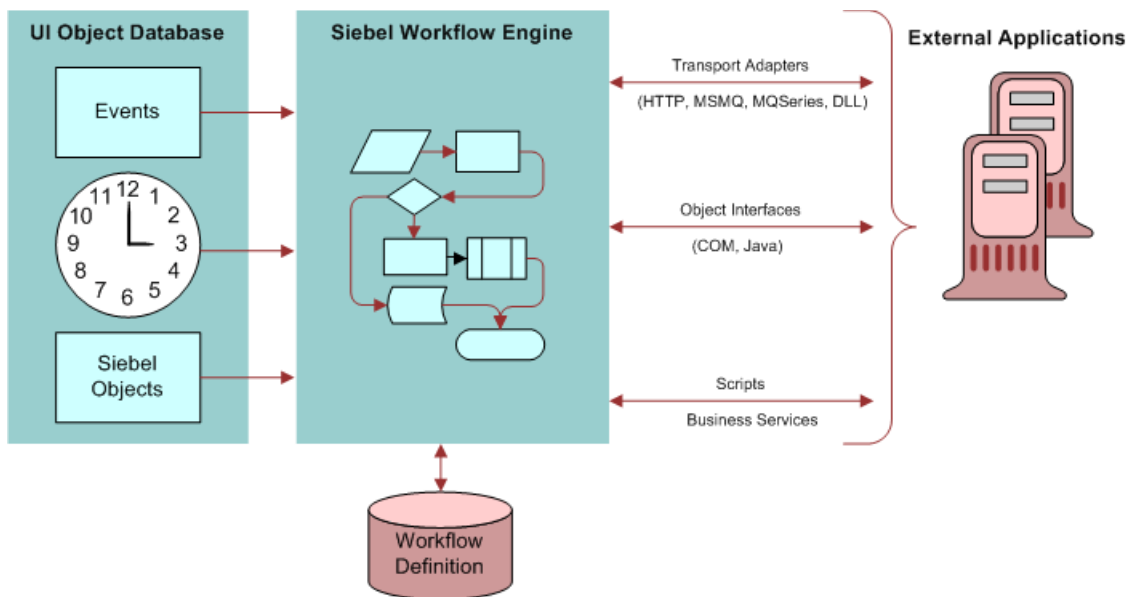 UI Object Database
Events
12
1
2
3
4
5
6
7
8
9
10
11
Siebel
Objects
Siebel Workflow Engine
Workflow
Definition
Transport Adapters
(HTTP, MSMQ, MQSeries, DLL)
Object Interfaces
(COM, Java)
Scripts
Business Services
External Applications